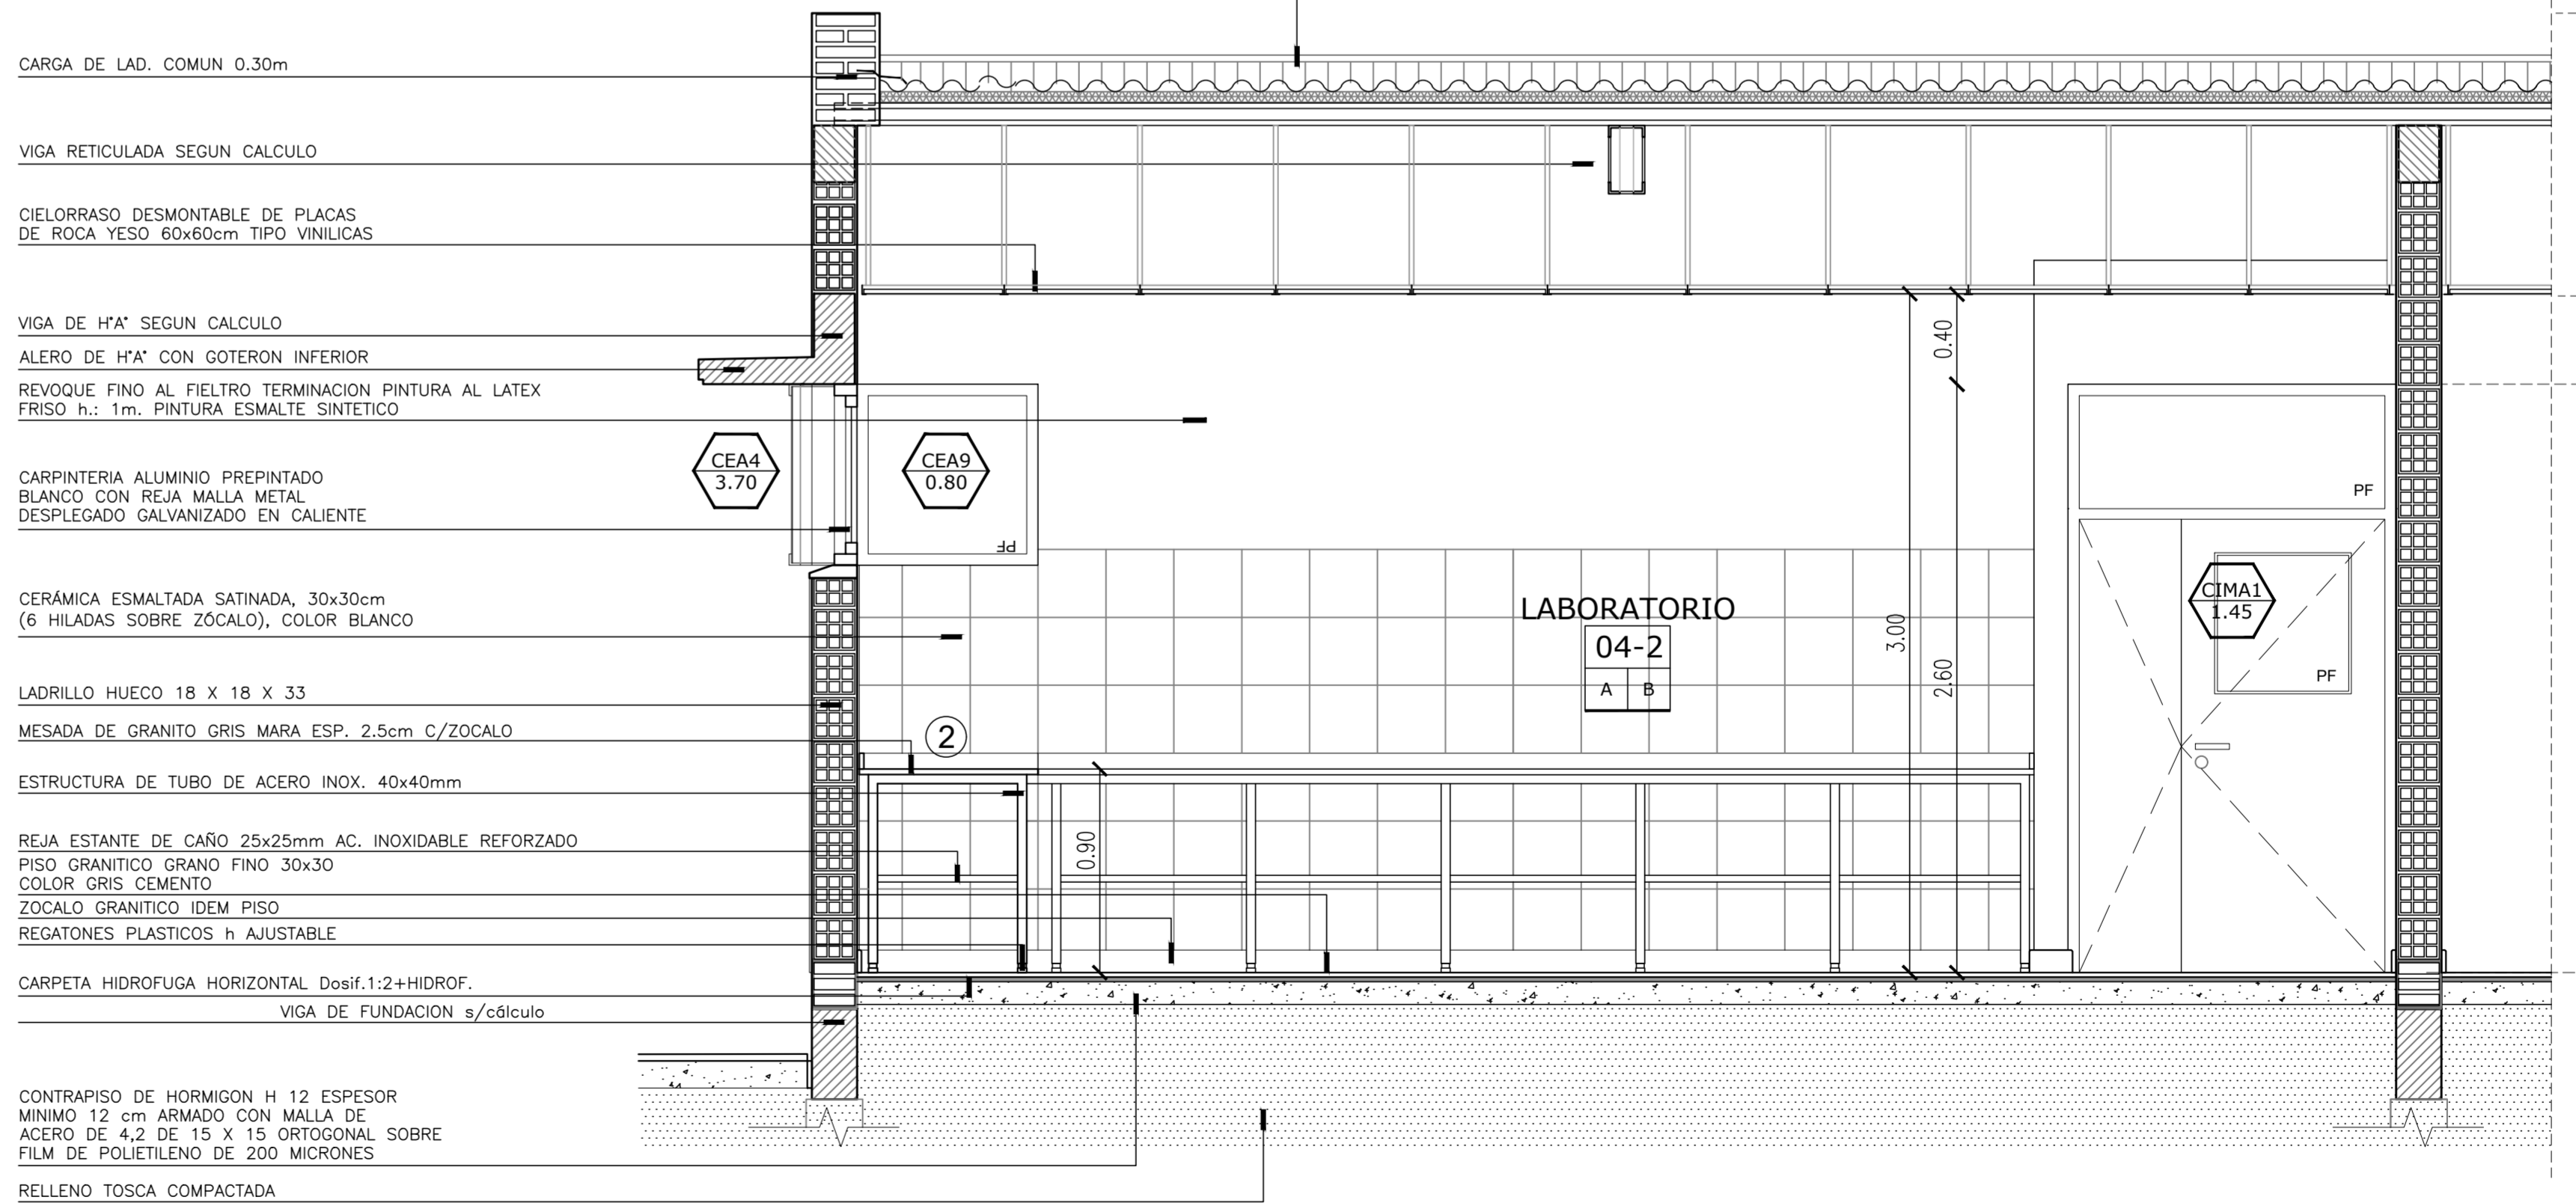 CARGA DE LAD. COMUN 0.30m
VIGA RETICULADA SEGUN CALCULO
CIELORRASO DESMONTABLE DE PLACAS
DE ROCA YESO 60x60cm TIPO VINILICAS
VIGA DE H°A° SEGUN CALCULO
ALERO DE H°A° CON GOTERON INFERIOR
REVOQUE FINO AL FIELTRO TERMINACION PINTURA AL LATEX
FRISO h.: 1m. PINTURA ESMALTE SINTETICO
CARPINTERIA ALUMINIO PREPINTADO
BLANCO CON REJA MALLA METAL
DESPLEGADO GALVANIZADO EN CALIENTE
CERÁMICA ESMALTADA SATINADA, 30x30cm
(6 HILADAS SOBRE ZÓCALO), COLOR BLANCO
LADRILLO HUECO 18 X 18 X 33
MESADA DE GRANITO GRIS MARA ESP. 2.5cm C/ZOCALO
ESTRUCTURA DE TUBO DE ACERO INOX. 40x40mm
REJA ESTANTE DE CAÑO 25x25mm AC. INOXIDABLE REFORZADO
PISO GRANITICO GRANO FINO 30x30
COLOR GRIS CEMENTO
ZOCALO GRANITICO IDEM PISO
REGATONES PLASTICOS h AJUSTABLE
CARPETA HIDROFUGA HORIZONTAL Dosif.1:2+HIDROF.
VIGA DE FUNDACION s/cálculo
CONTRAPISO DE HORMIGON H 12 ESPESOR
MINIMO 12 cm ARMADO CON MALLA DE
ACERO DE 4,2 DE 15 X 15 ORTOGONAL SOBRE
FILM DE POLIETILENO DE 200 MICRONES
RELLENO TOSCA COMPACTADA
CEA4
3.70
CEA9
0.80
PF
2
0.90
LABORATORIO
04-2
A B
3.00
0.40
2.60
PF
CIMA1
1.45
PF